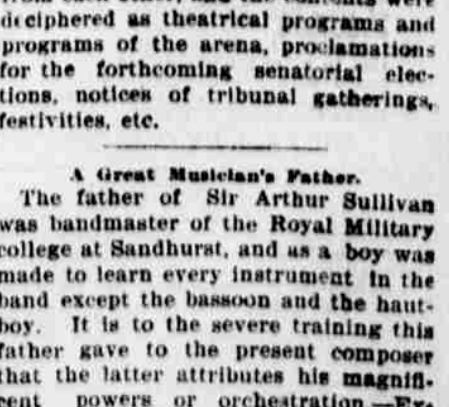 deciphered as theatrical programs and
programs of the arena, proclamations
for the forthcoming senatorial elec-
tions, notices of tribunal gatherings,
festivities, etc.
A Great Musician's Father.
The father of Sir Arthur Sullivan
was bandmaster of the Royal Military
college at Sandhurst, and as a boy was
made to learn every instrument in the
band except the bassoon and the haut-
boy. It is to the severe training this
father gave to the present composer
that the latter attributes his magnifi-
cent powers or orchestration.—Ex-